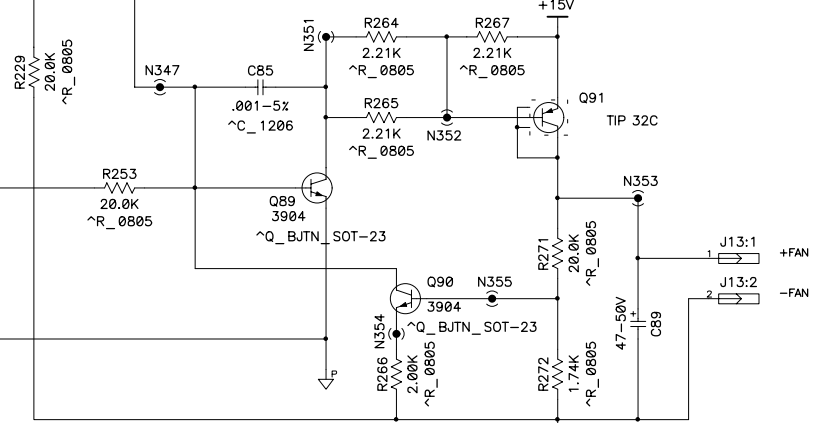 +15V
R264
2.21K
^R_0805
R267
2.21K
^R_0805
N351
R229
20.0K
^R_0805
N347
C85
.001-5%
^C_1206
R265
2.21K
^R_0805
N352
Q91
TIP 32C
R253
20.0K
^R_0805
Q89
3904
^Q_BJTN_SOT-23
N353
R271
20.0K
^R_0805
J13:1
1
+FAN
J13:2
2
-FAN
Q90
3904
^Q_BJTN_SOT-23
N355
N354
47-50V
+
C89
P
R266
2.00K
^R_0805
R272
1.74K
^R_0805